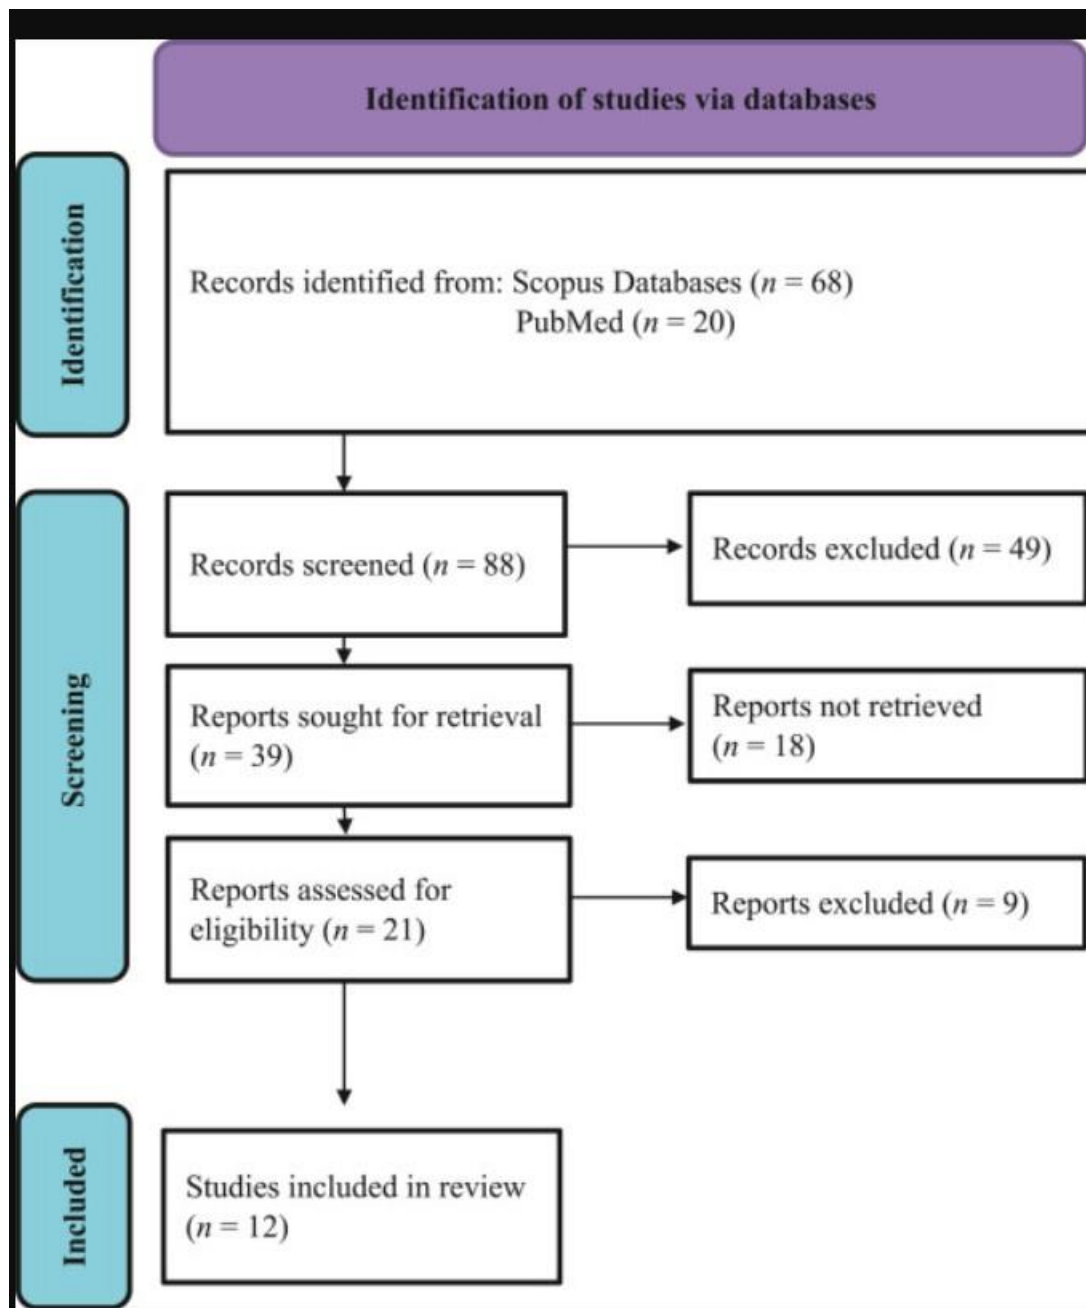 Identification of studies via databases
Identification
Records identified from: Scopus Databases (n = 68)
PubMed (n = 20)
Screening
Records screened (n = 88)
Records excluded (n = 49)
Reports sought for retrieval
(n = 39)
Reports not retrieved
(n = 18)
Reports assessed for
eligibility (n = 21)
Reports excluded (n = 9)
Included
Studies included in review
(n = 12)